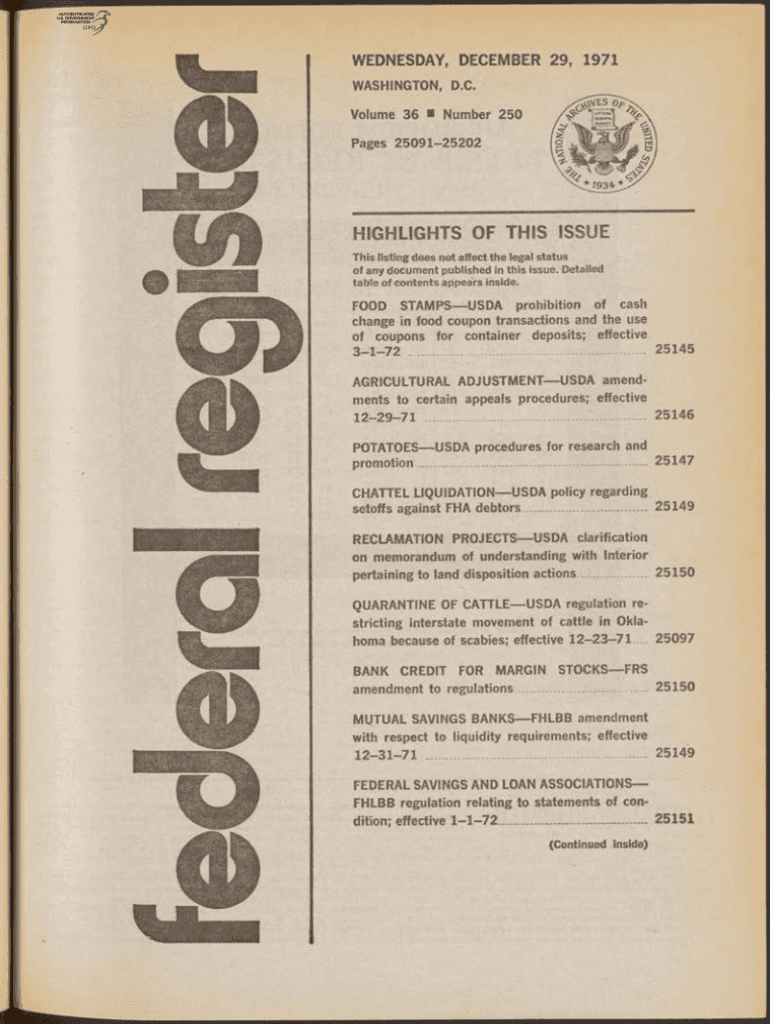 AUTHENTICATED
U.S. GOVERNMENT
INFORMATION
GPO
federal register
WEDNESDAY, DECEMBER 29, 1971
WASHINGTON, D.C.
Volume 36 ■ Number 250
Pages 25091–25202
THE NATIONAL ARCHIVES OF THE UNITED STATES
* 1934 *
HIGHLIGHTS OF THIS ISSUE
This listing does not affect the legal status
of any document published in this issue. Detailed
table of contents appears inside.
FOOD STAMPS—USDA prohibition of cash
change in food coupon transactions and the use
of coupons for container deposits; effective
3–1–72 25145
AGRICULTURAL ADJUSTMENT—USDA amend-
ments to certain appeals procedures; effective
12–29–71 25146
POTATOES—USDA procedures for research and
promotion 25147
CHATTEL LIQUIDATION—USDA policy regarding
setoffs against FHA debtors 25149
RECLAMATION PROJECTS—USDA clarification
on memorandum of understanding with Interior
pertaining to land disposition actions 25150
QUARANTINE OF CATTLE—USDA regulation re-
stricting interstate movement of cattle in Okla-
homa because of scabies; effective 12–23–71 25097
BANK CREDIT FOR MARGIN STOCKS—FRS
amendment to regulations 25150
MUTUAL SAVINGS BANKS—FHLBB amendment
with respect to liquidity requirements; effective
12–31–71 25149
FEDERAL SAVINGS AND LOAN ASSOCIATIONS—
FHLBB regulation relating to statements of con-
dition; effective 1–1–72 25151
(Continued inside)